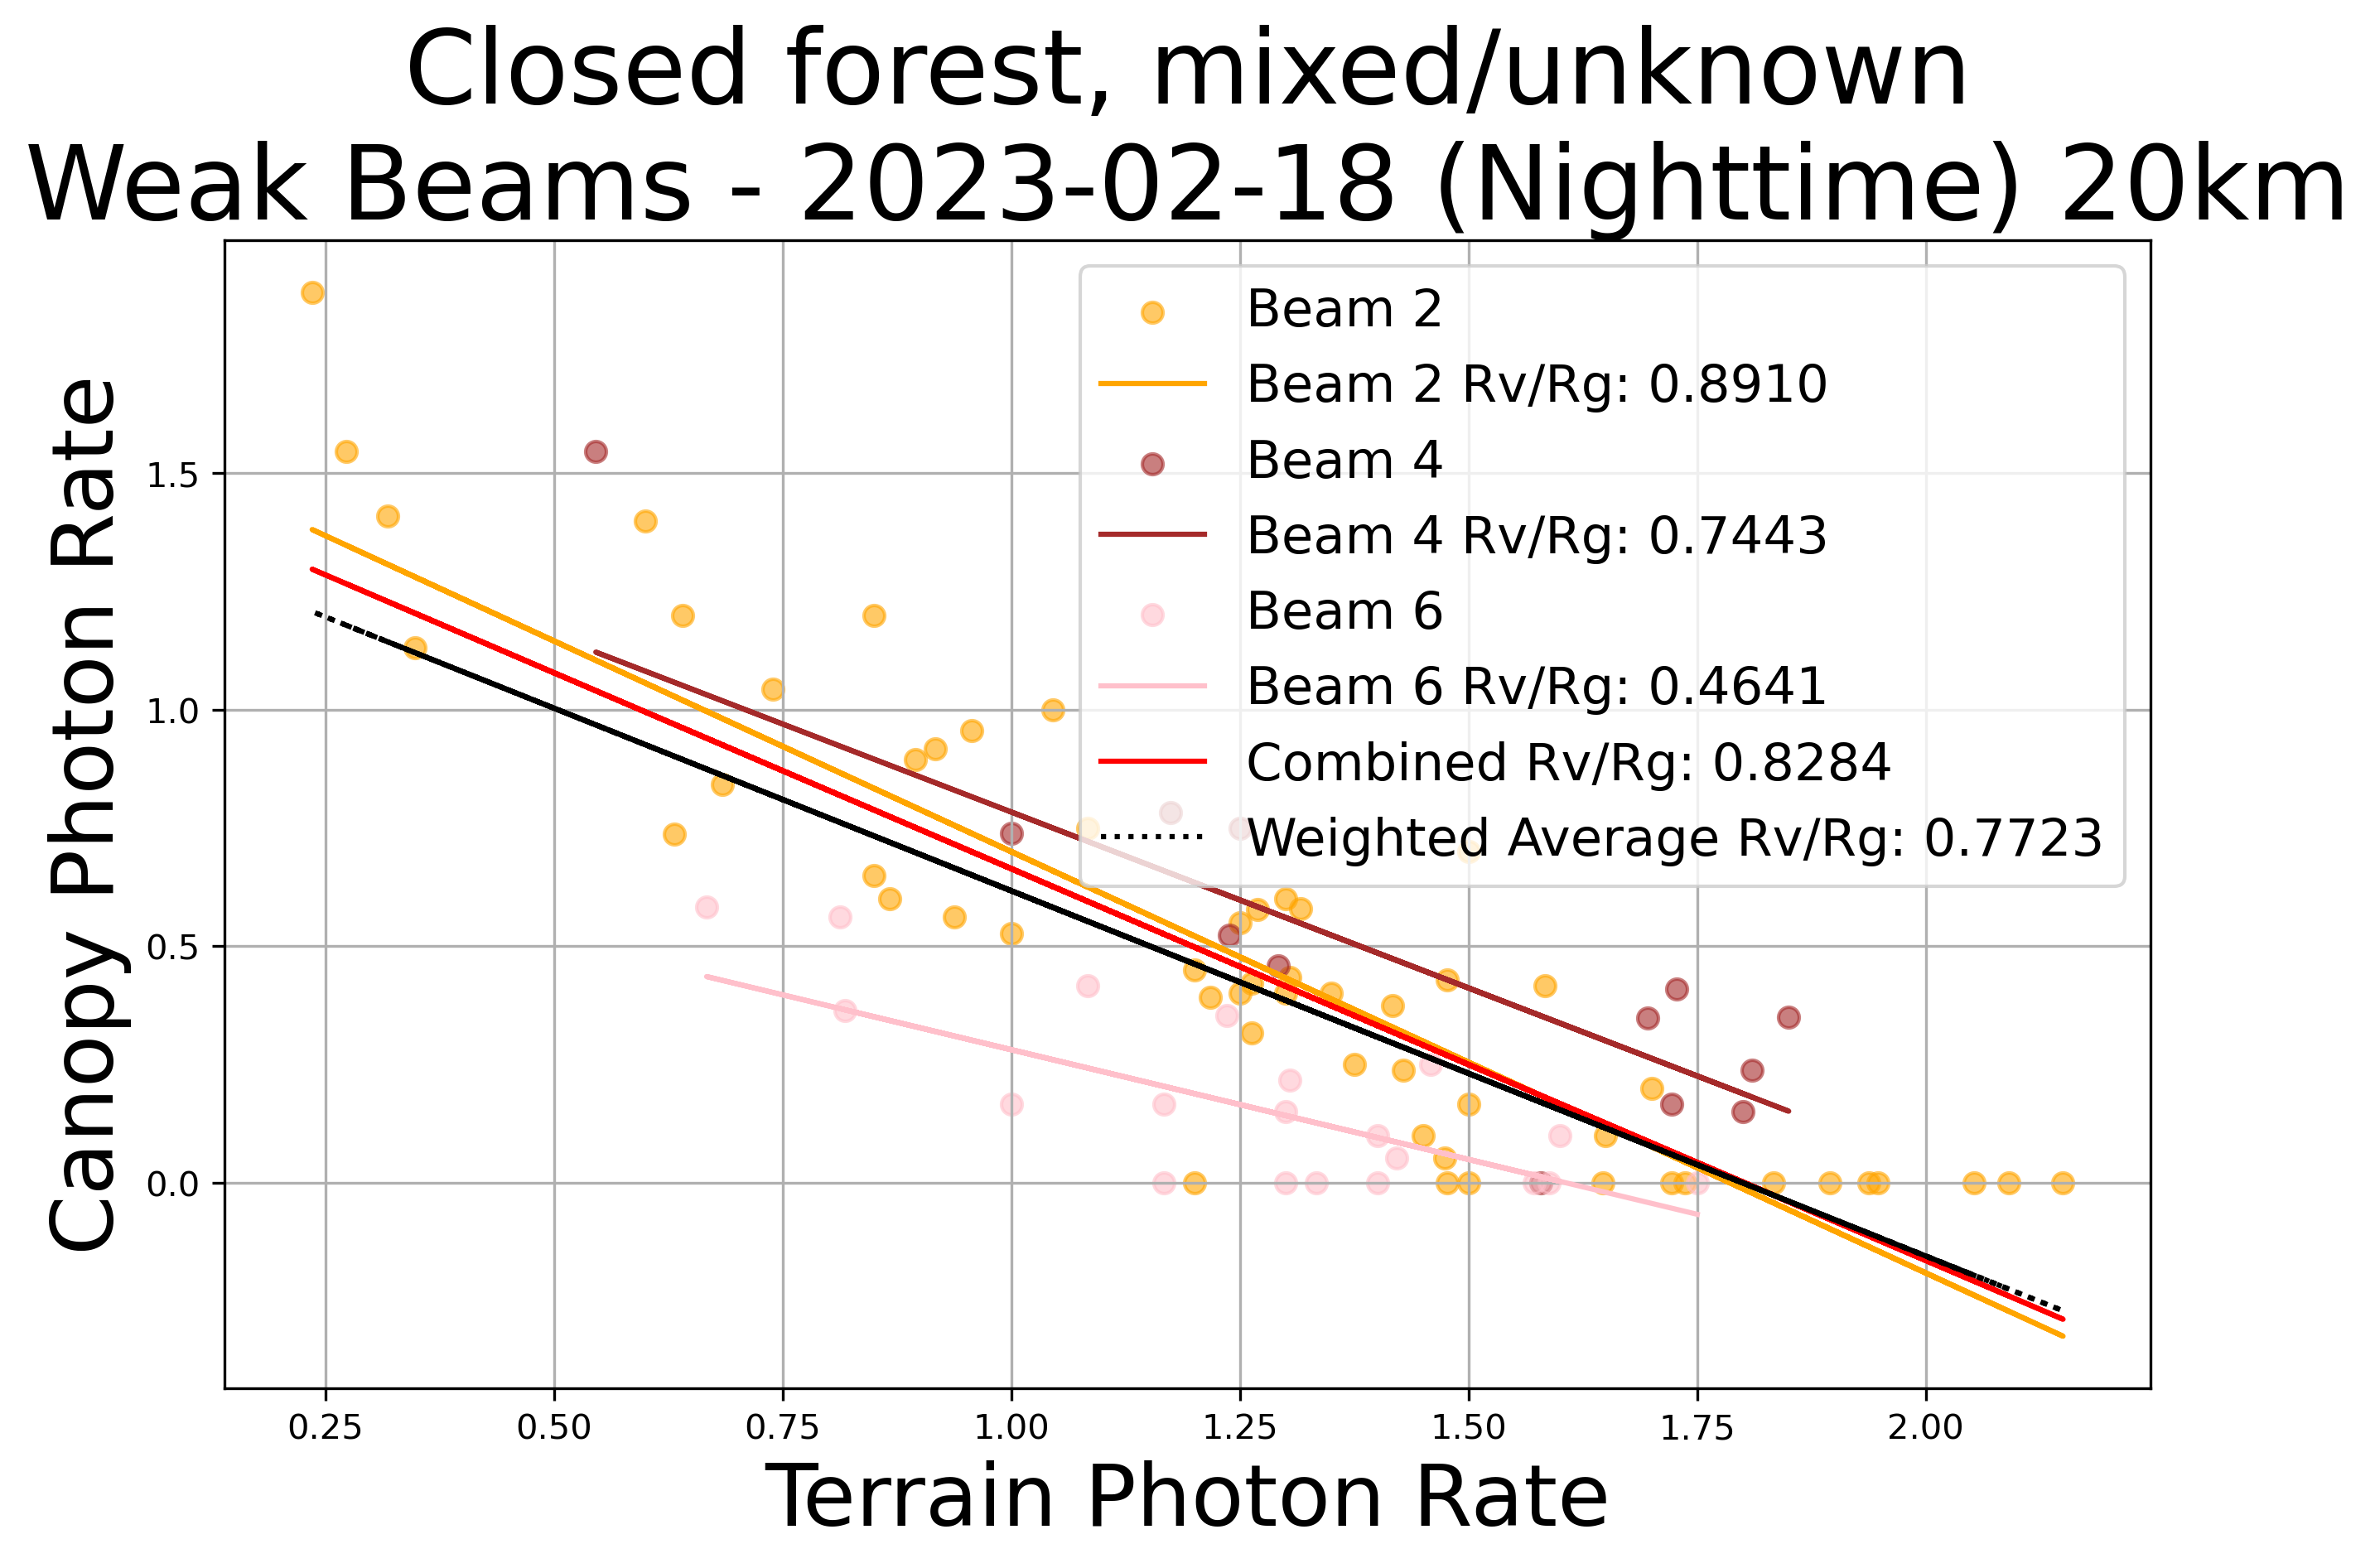 Closed forest, mixed/unknown
Weak Beams - 2023-02-18 (Nighttime) 20km
Canopy Photon Rate
1.5
1.0
0.5
0.0
Beam 2
Beam 2 Rv/Rg: 0.8910
Beam 4
Beam 4 Rv/Rg: 0.7443
Beam 6
Beam 6 Rv/Rg: 0.4641
Combined Rv/Rg: 0.8284
Weighted Average Rv/Rg: 0.7723
0.25 0.50 0.75 1.00 1.25 1.50 1.75 2.00
Terrain Photon Rate